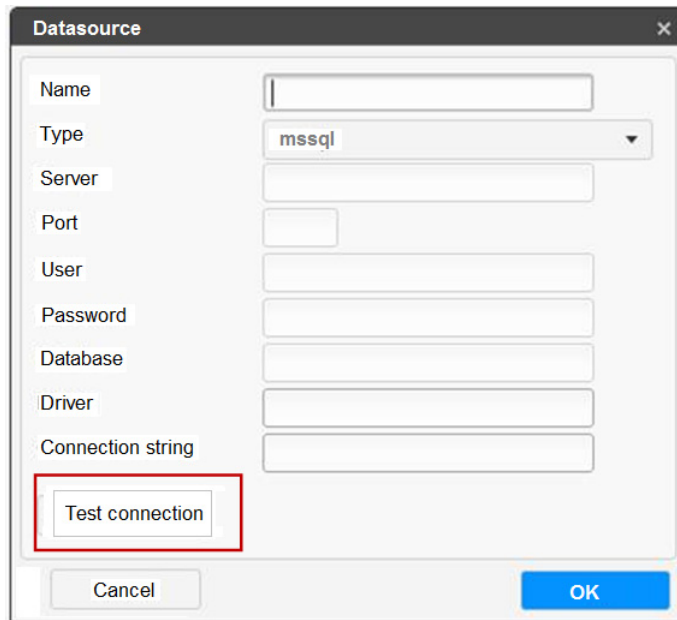 Datasource
Name
Type
mssql
Server
Port
User
Password
Database
Driver
Connection string
Test connection
Cancel
OK